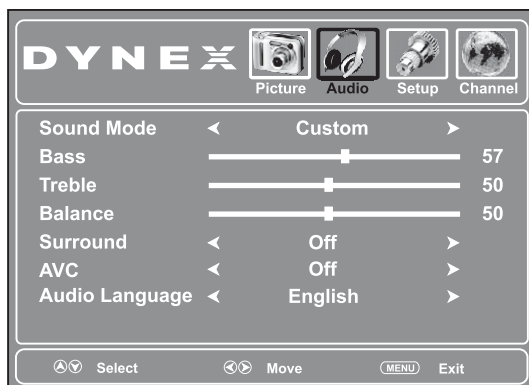 DYNEX
Picture Audio Setup Channel
Sound Mode Custom
Bass 57
Treble 50
Balance 50
Surround Off
AVC Off
Audio Language English
Select Move MENU Exit